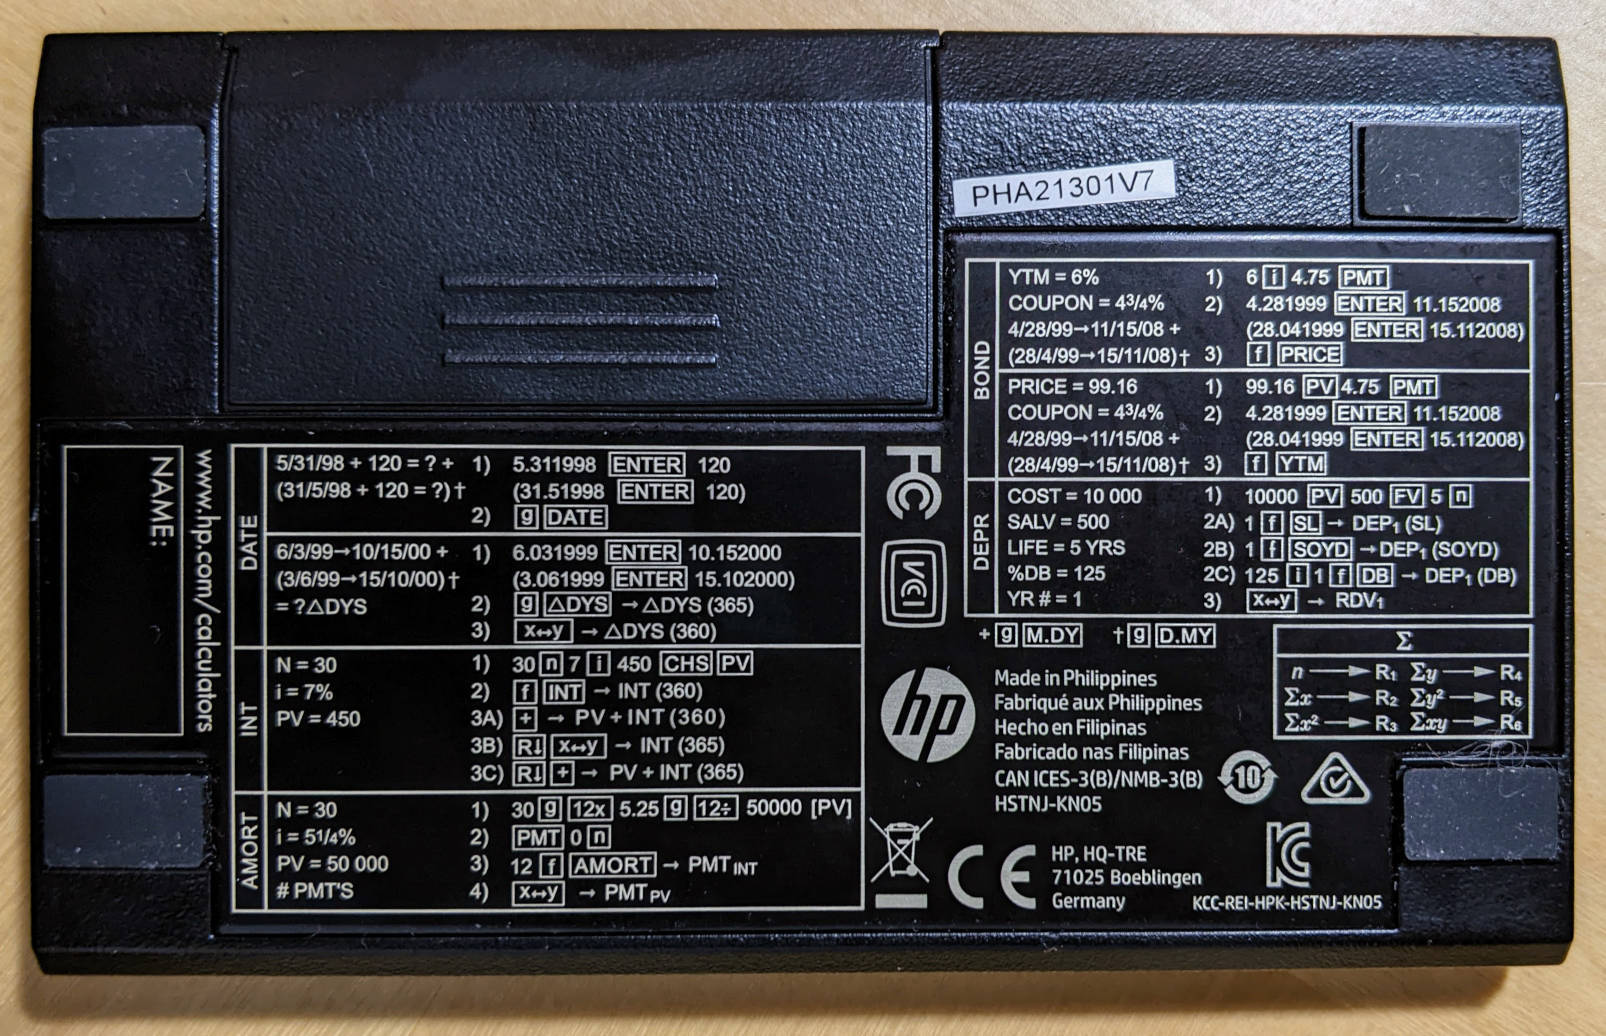 PHA21301V7
BOND
YTM = 6% 1) 6 i 4.75 PMT
COUPON = 43/4% 2) 4.281999 ENTER 11.152008
4/28/99→11/15/08 + (28.041999 ENTER 15.112008)
(28/4/99→15/11/08)† 3) f PRICE
PRICE = 99.16 1) 99.16 PV 4.75 PMT
COUPON = 43/4% 2) 4.281999 ENTER 11.152008
4/28/99→11/15/08 + (28.041999 ENTER 15.112008)
(28/4/99→15/11/08)† 3) f YTM
DEPR
COST = 10 000 1) 10000 PV 500 FV 5 n
SALV = 500 2A) 1 f SL → DEP1 (SL)
LIFE = 5 YRS 2B) 1 f SOYD → DEP1 (SOYD)
%DB = 125 2C) 125 i 1 f DB → DEP1 (DB)
YR # = 1 3) x↔y → RDV1
+ g M.DY † g D.MY
Σ
n → R1 Σy → R4
Σx → R2 Σy² → R5
Σx² → R3 Σxy → R6
NAME:
www.hp.com/calculators
DATE
5/31/98 + 120 = ? + 1) 5.311998 ENTER 120
(31/5/98 + 120 = ?)† (31.51998 ENTER 120)
2) g DATE
6/3/99→10/15/00 + 1) 6.031999 ENTER 10.152000
(3/6/99→15/10/00)† (3.061999 ENTER 15.102000)
= ?△DYS 2) g △DYS → △DYS (365)
3) x↔y → △DYS (360)
INT
N = 30 1) 30 n 7 i 450 CHS PV
i = 7% 2) f INT → INT (360)
PV = 450 3A) + → PV + INT (360)
3B) R↓ x↔y → INT (365)
3C) R↓ + → PV + INT (365)
AMORT
N = 30 1) 30 g 12x 5.25 g 12÷ 50000 [PV]
i = 51/4% 2) PMT 0 n
PV = 50 000 3) 12 f AMORT → PMT INT
# PMT'S 4) x↔y → PMT PV
FC
VCI
hp
Made in Philippines
Fabriqué aux Philippines
Hecho en Filipinas
Fabricado nas Filipinas
CAN ICES-3(B)/NMB-3(B)
HSTNJ-KN05
10
CE
HP, HQ-TRE
71025 Boeblingen
Germany
KC
KCC-REI-HPK-HSTNJ-KN05